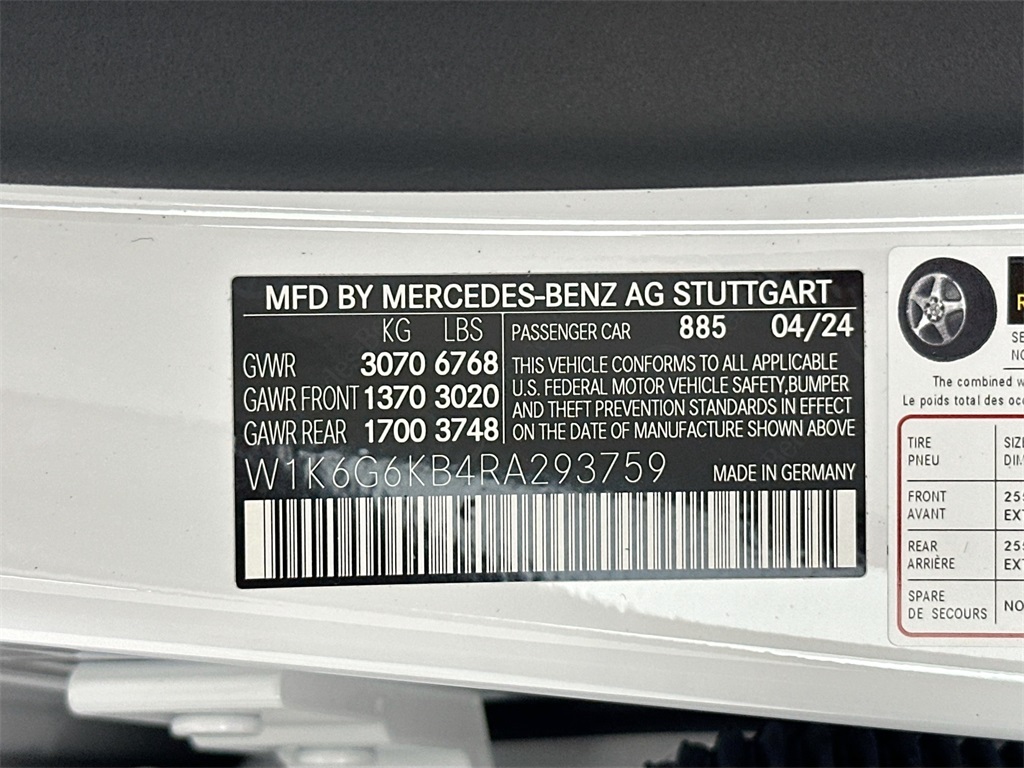 MFD BY MERCEDES-BENZ AG STUTTGART
KG LBS
GVWR 3070 6768
GAWR FRONT 1370 3020
GAWR REAR 1700 3748
PASSENGER CAR 885 04/24
THIS VEHICLE CONFORMS TO ALL APPLICABLE
U.S. FEDERAL MOTOR VEHICLE SAFETY,BUMPER
AND THEFT PREVENTION STANDARDS IN EFFECT
ON THE DATE OF MANUFACTURE SHOWN ABOVE
W1K6G6KB4RA293759 MADE IN GERMANY
The combined w
Le poids total des occ
TIRE
PNEU
FRONT
AVANT
REAR
ARRIÈRE
SPARE
DE SECOURS